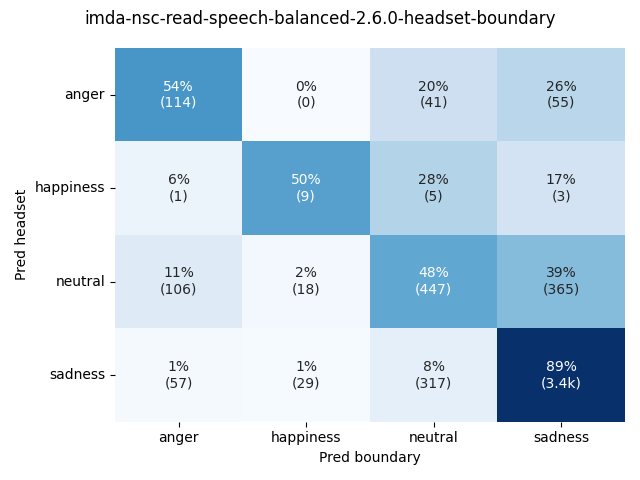 imda-nsc-read-speech-balanced-2.6.0-headset-boundary
Pred headset
anger
54% 0% 20% 26%
(114) (0) (41) (55)
happiness
6% 50% 28% 17%
(1) (9) (5) (3)
neutral
11% 2% 48% 39%
(106) (18) (447) (365)
sadness
1% 1% 8% 89%
(57) (29) (317) (3.4k)
anger happiness neutral sadness
Pred boundary